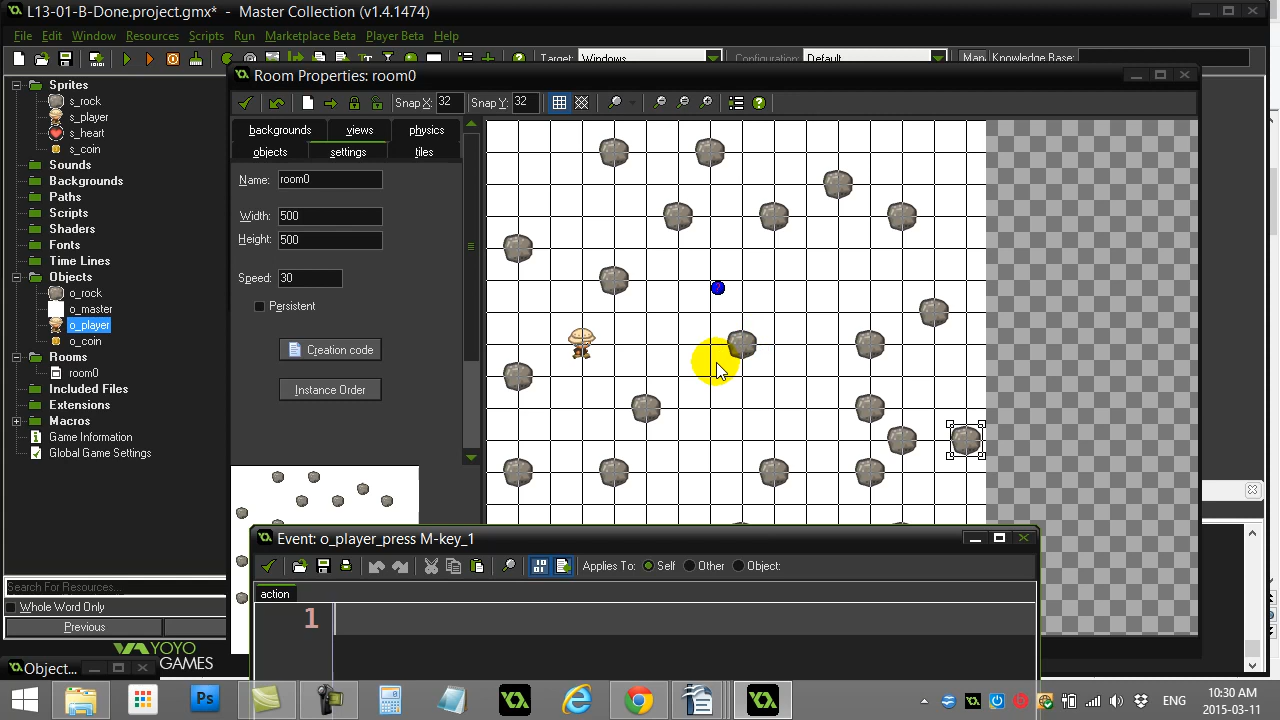 L13-01-B-Done.project.gmx* - Master Collection (v1.4.1474)
File Edit Window Resources Scripts Run Marketplace Beta Player Beta Help
Target: Windows Configuration: Default Man Knowledge Base:
Sprites
s_rock
s_player
s_heart
s_coin
Sounds
Backgrounds
Paths
Scripts
Shaders
Fonts
Time Lines
Objects
o_rock
o_master
o_player
o_coin
Rooms
room0
Included Files
Extensions
Macros
Game Information
Global Game Settings
Search For Resources...
Whole Word Only
Previous
YOYO
GAMES
Object...
Room Properties: room0
Snap X: 32 Snap Y: 32
backgrounds views physics
objects settings tiles
Name: room0
Width: 500
Height: 500
Speed: 30
Persistent
Creation code
Instance Order
Event: o_player_press M-key_1
Applies To: Self Other Object:
action
1
Ps
ENG
10:30 AM
2015-03-11